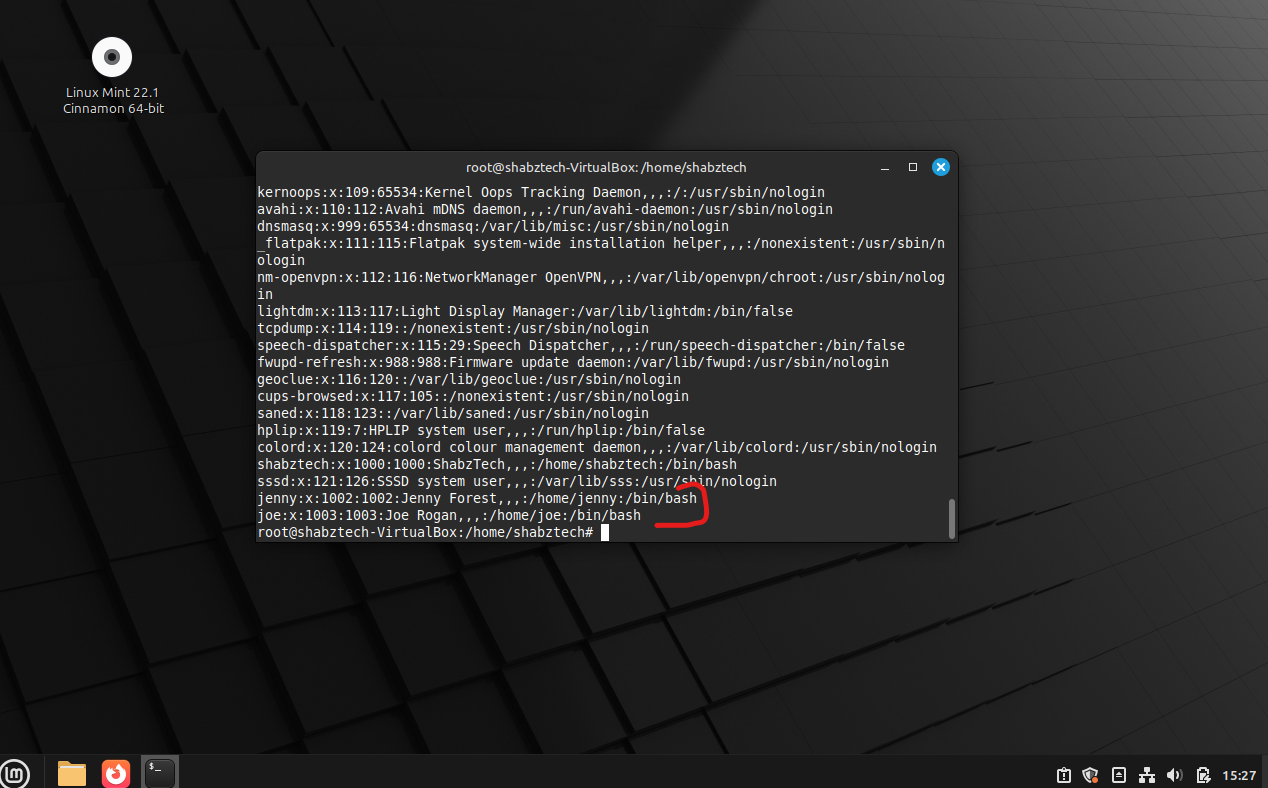 Linux Mint 22.1
Cinnamon 64-bit
root@shabztech-VirtualBox: /home/shabztech
kernoops:x:109:65534:Kernel Oops Tracking Daemon,,,:/:/usr/sbin/nologin
avahi:x:110:112:Avahi mDNS daemon,,,:/run/avahi-daemon:/usr/sbin/nologin
dnsmasq:x:999:65534:dnsmasq:/var/lib/misc:/usr/sbin/nologin
_flatpak:x:111:115:Flatpak system-wide installation helper,,,:/nonexistent:/usr/sbin/n
ologin
nm-openvpn:x:112:116:NetworkManager OpenVPN,,,:/var/lib/openvpn/chroot:/usr/sbin/nolog
in
lightdm:x:113:117:Light Display Manager:/var/lib/lightdm:/bin/false
tcpdump:x:114:119::/nonexistent:/usr/sbin/nologin
speech-dispatcher:x:115:29:Speech Dispatcher,,,:/run/speech-dispatcher:/bin/false
fwupd-refresh:x:988:988:Firmware update daemon:/var/lib/fwupd:/usr/sbin/nologin
geoclue:x:116:120::/var/lib/geoclue:/usr/sbin/nologin
cups-browsed:x:117:105::/nonexistent:/usr/sbin/nologin
saned:x:118:123::/var/lib/saned:/usr/sbin/nologin
hplip:x:119:7:HPLIP system user,,,:/run/hplip:/bin/false
colord:x:120:124:colord colour management daemon,,,:/var/lib/colord:/usr/sbin/nologin
shabztech:x:1000:1000:ShabzTech,,,:/home/shabztech:/bin/bash
sssd:x:121:126:SSSD system user,,,:/var/lib/sss:/usr/sbin/nologin
jenny:x:1002:1002:Jenny Forest,,,:/home/jenny:/bin/bash
joe:x:1003:1003:Joe Rogan,,,:/home/joe:/bin/bash
root@shabztech-VirtualBox:/home/shabztech#
$_
15:27